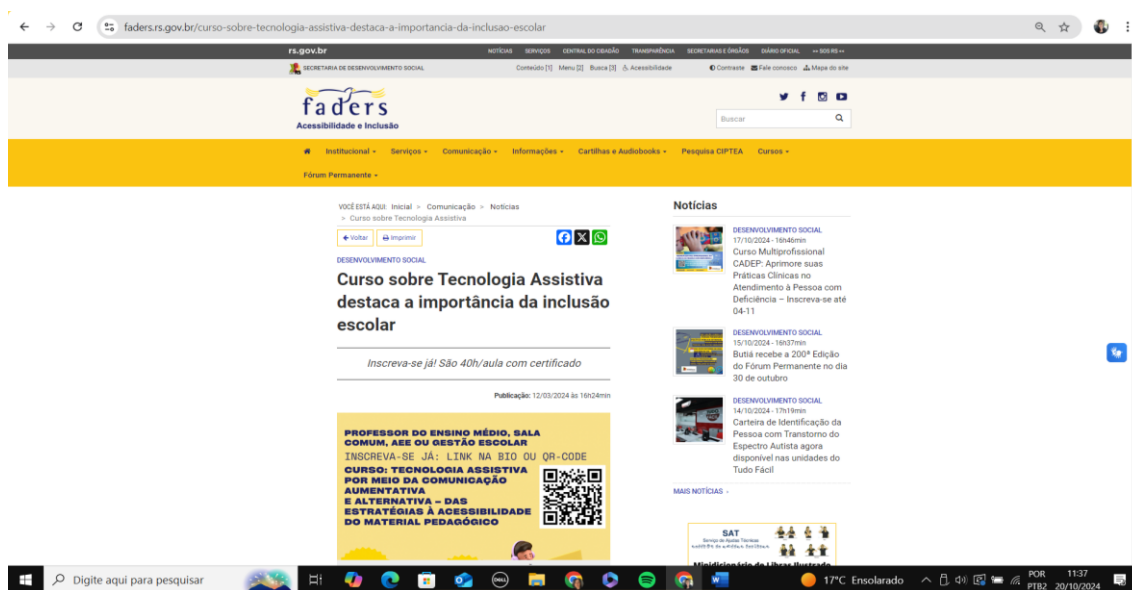 faders.rs.gov.br/curso-sobre-tecnologia-assistiva-destaca-a-importancia-da-inclusao-escolar
rs.gov.br
NOTÍCIAS SERVIÇOS CENTRAL DO CIDADÃO TRANSPARÊNCIA SECRETARIAS E ÓRGÃOS DIÁRIO OFICIAL ++ SOS RS ++
SECRETARIA DE DESENVOLVIMENTO SOCIAL
Conteúdo [1] Menu [2] Busca [3] Acessibilidade
Contraste Fale conosco Mapa do site
faders
Acessibilidade e Inclusão
Buscar
Institucional Serviços Comunicação Informações Cartilhas e Audiobooks Pesquisa CIPTEA Cursos
Fórum Permanente
VOCÊ ESTÁ AQUI: Inicial > Comunicação > Notícias
> Curso sobre Tecnologia Assistiva
Voltar Imprimir
DESENVOLVIMENTO SOCIAL
Curso sobre Tecnologia Assistiva
destaca a importância da inclusão
escolar
Inscreva-se já! São 40h/aula com certificado
Publicação: 12/03/2024 às 16h24min
PROFESSOR DO ENSINO MÉDIO, SALA
COMUM, AEE OU GESTÃO ESCOLAR
INSCREVA-SE JÁ: LINK NA BIO OU QR-CODE
CURSO: TECNOLOGIA ASSISTIVA
POR MEIO DA COMUNICAÇÃO
AUMENTATIVA
E ALTERNATIVA – DAS
ESTRATÉGIAS À ACESSIBILIDADE
DO MATERIAL PEDAGÓGICO
Notícias
DESENVOLVIMENTO SOCIAL
17/10/2024 - 16h46min
Curso Multiprofissional
CADEP: Aprimore suas
Práticas Clínicas no
Atendimento à Pessoa com
Deficiência – Inscreva-se até
04-11
DESENVOLVIMENTO SOCIAL
15/10/2024 - 16h37min
Butiá recebe a 200ª Edição
do Fórum Permanente no dia
30 de outubro
DESENVOLVIMENTO SOCIAL
14/10/2024 - 17h19min
Carteira de Identificação da
Pessoa com Transtorno do
Espectro Autista agora
disponível nas unidades do
Tudo Fácil
MAIS NOTÍCIAS
SAT
Serviço de Ajudas Técnicas
Minidicionário de Libras Ilustrado
Digite aqui para pesquisar
DELL
17°C Ensolarado
POR
PTB2
11:37
20/10/2024